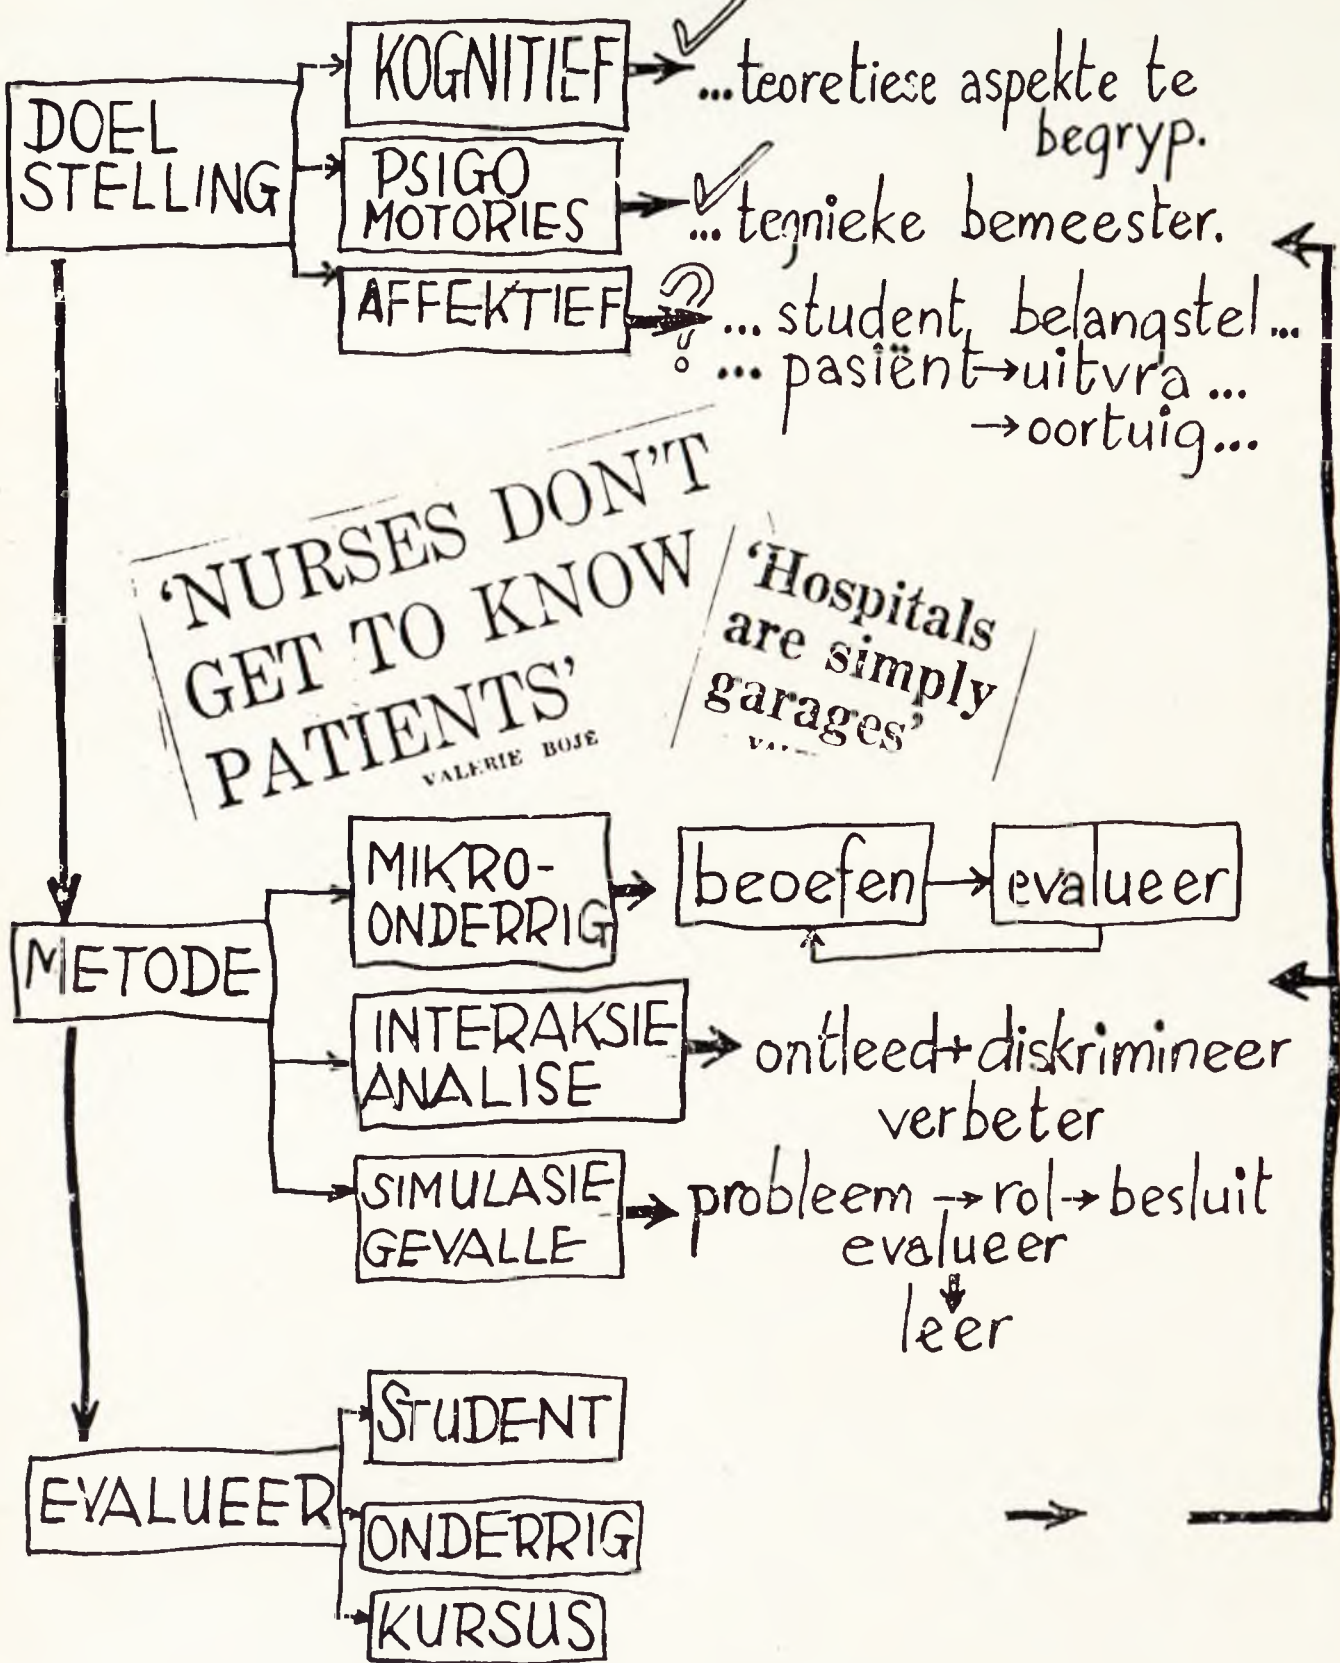 DOEL
STELLING
KOGNITIEF
...teoretiese aspekte te
begryp.
PSIGO
MOTORIES
... tegnieke bemeester.
AFFEKTIEF
?
... student, belangstel...
... pasiënt→uitvra...
→oortuig...
'NURSES DON'T
GET TO KNOW
PATIENTS'
VALERIE BOJE
'Hospitals
are simply
garages'
METODE
MIKRO-
ONDERRIG
beoefen
evalueer
INTERAKSIE
ANALISE
ontleed+diskrimineer
verbeter
SIMULASIE
GEVALLE
probleem →rol→besluit
evalueer
leer
EVALUEER
STUDENT
ONDERRIG
KURSUS